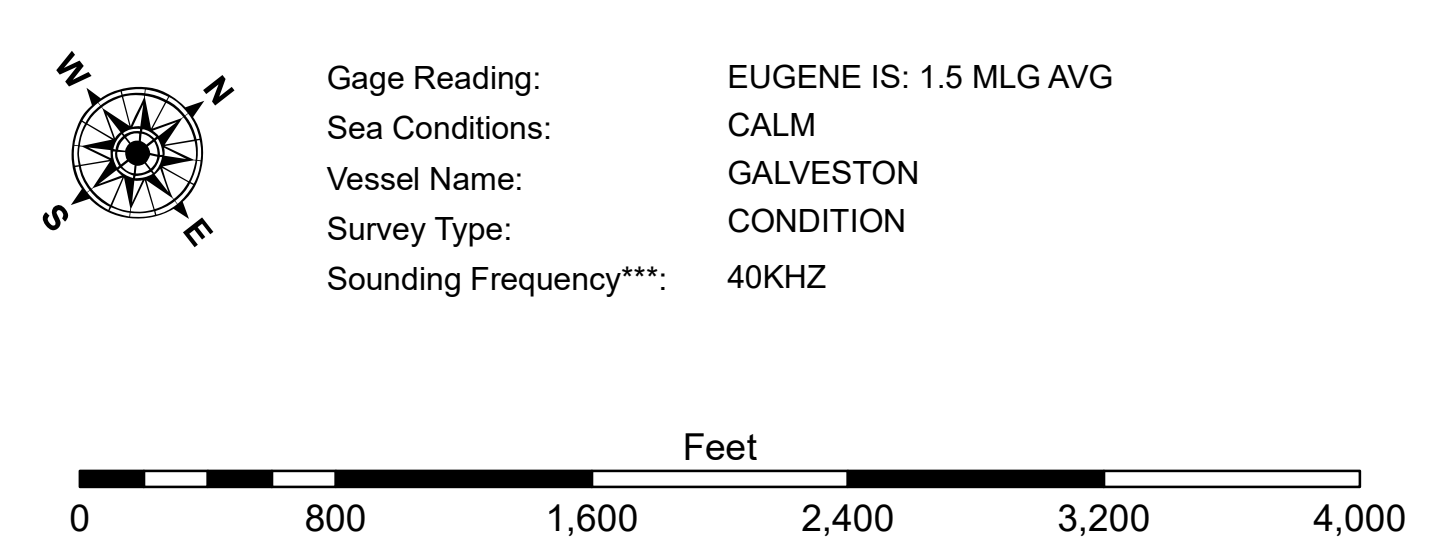 W
N
S
E
Gage Reading: EUGENE IS: 1.5 MLG AVG
Sea Conditions: CALM
Vessel Name: GALVESTON
Survey Type: CONDITION
Sounding Frequency***: 40KHZ
Feet
0 800 1,600 2,400 3,200 4,000